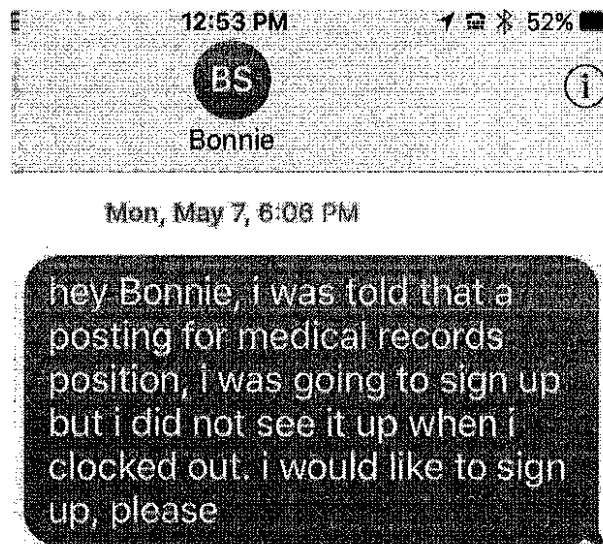 12:53 PM 52%
BS
i
Bonnie
Mon, May 7, 6:08 PM
hey Bonnie, i was told that a
posting for medical records
position, i was going to sign up
but i did not see it up when i
clocked out. i would like to sign
up, please